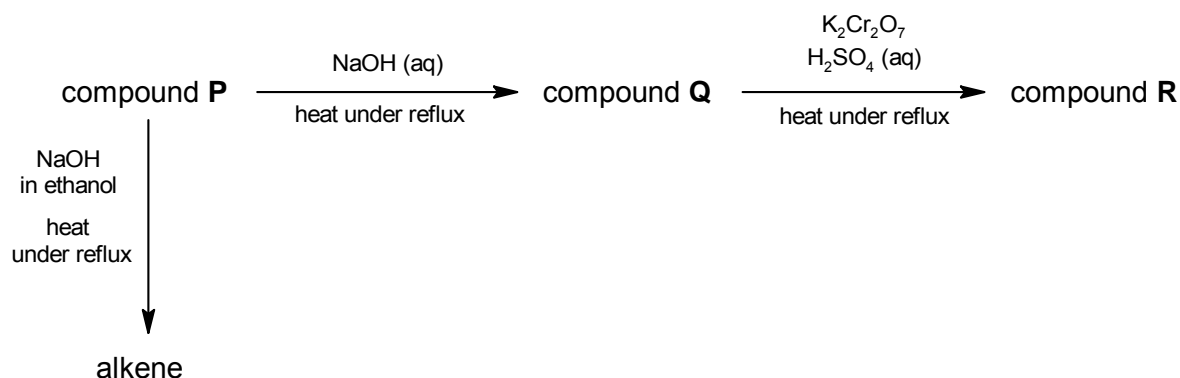 K₂Cr₂O₇
NaOH (aq)
H₂SO₄ (aq)
compound P
compound Q
compound R
heat under reflux
heat under reflux
NaOH
in ethanol
heat
under reflux
alkene